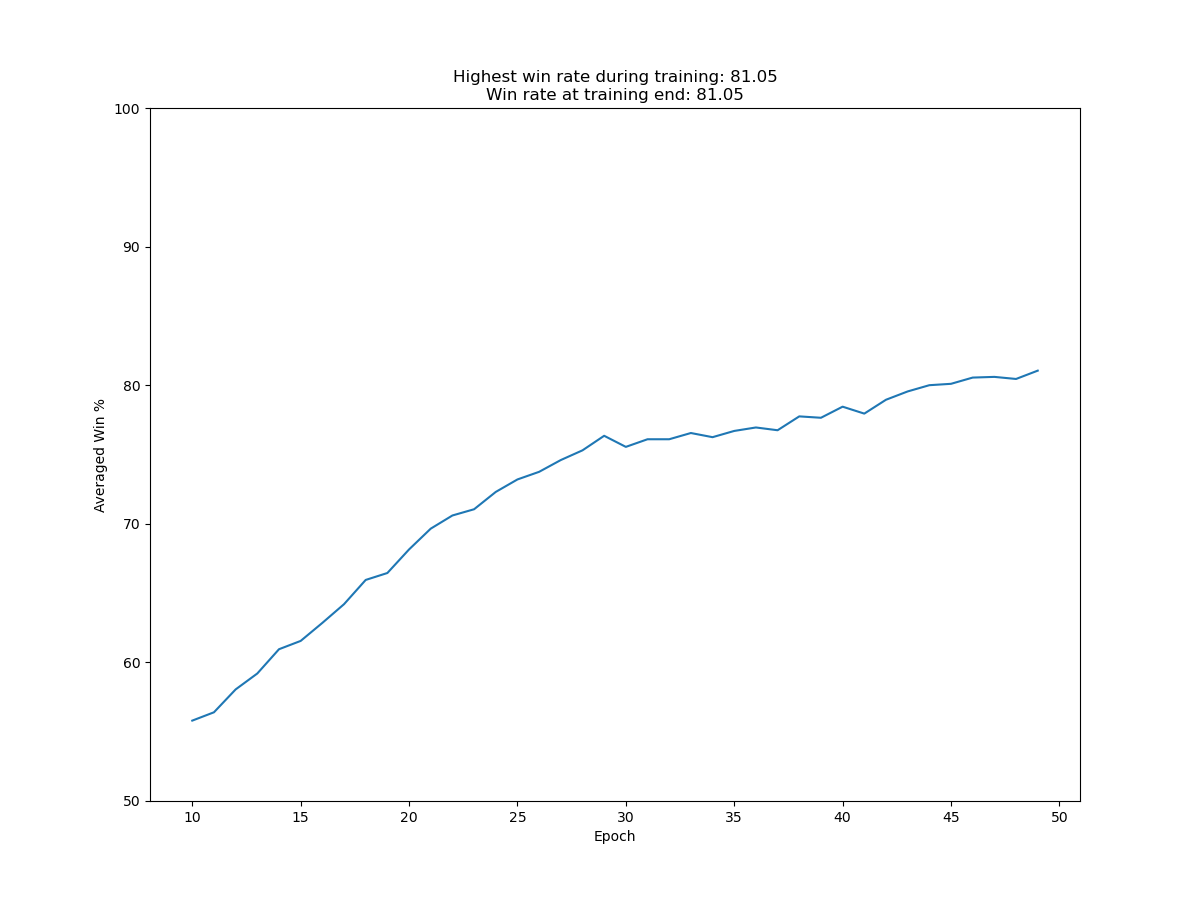 Highest win rate during training: 81.05
Win rate at training end: 81.05
100
90
80
70
60
50
Averaged Win %
10 15 20 25 30 35 40 45 50
Epoch